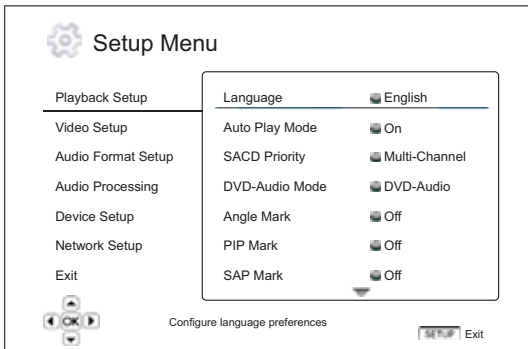 Setup Menu
Playback Setup
Language
English
Video Setup
Auto Play Mode
On
Audio Format Setup
SACD Priority
Multi-Channel
Audio Processing
DVD-Audio Mode
DVD-Audio
Device Setup
Angle Mark
Off
Network Setup
PIP Mark
Off
Exit
SAP Mark
Off
OK
Configure language preferences
SETUP Exit